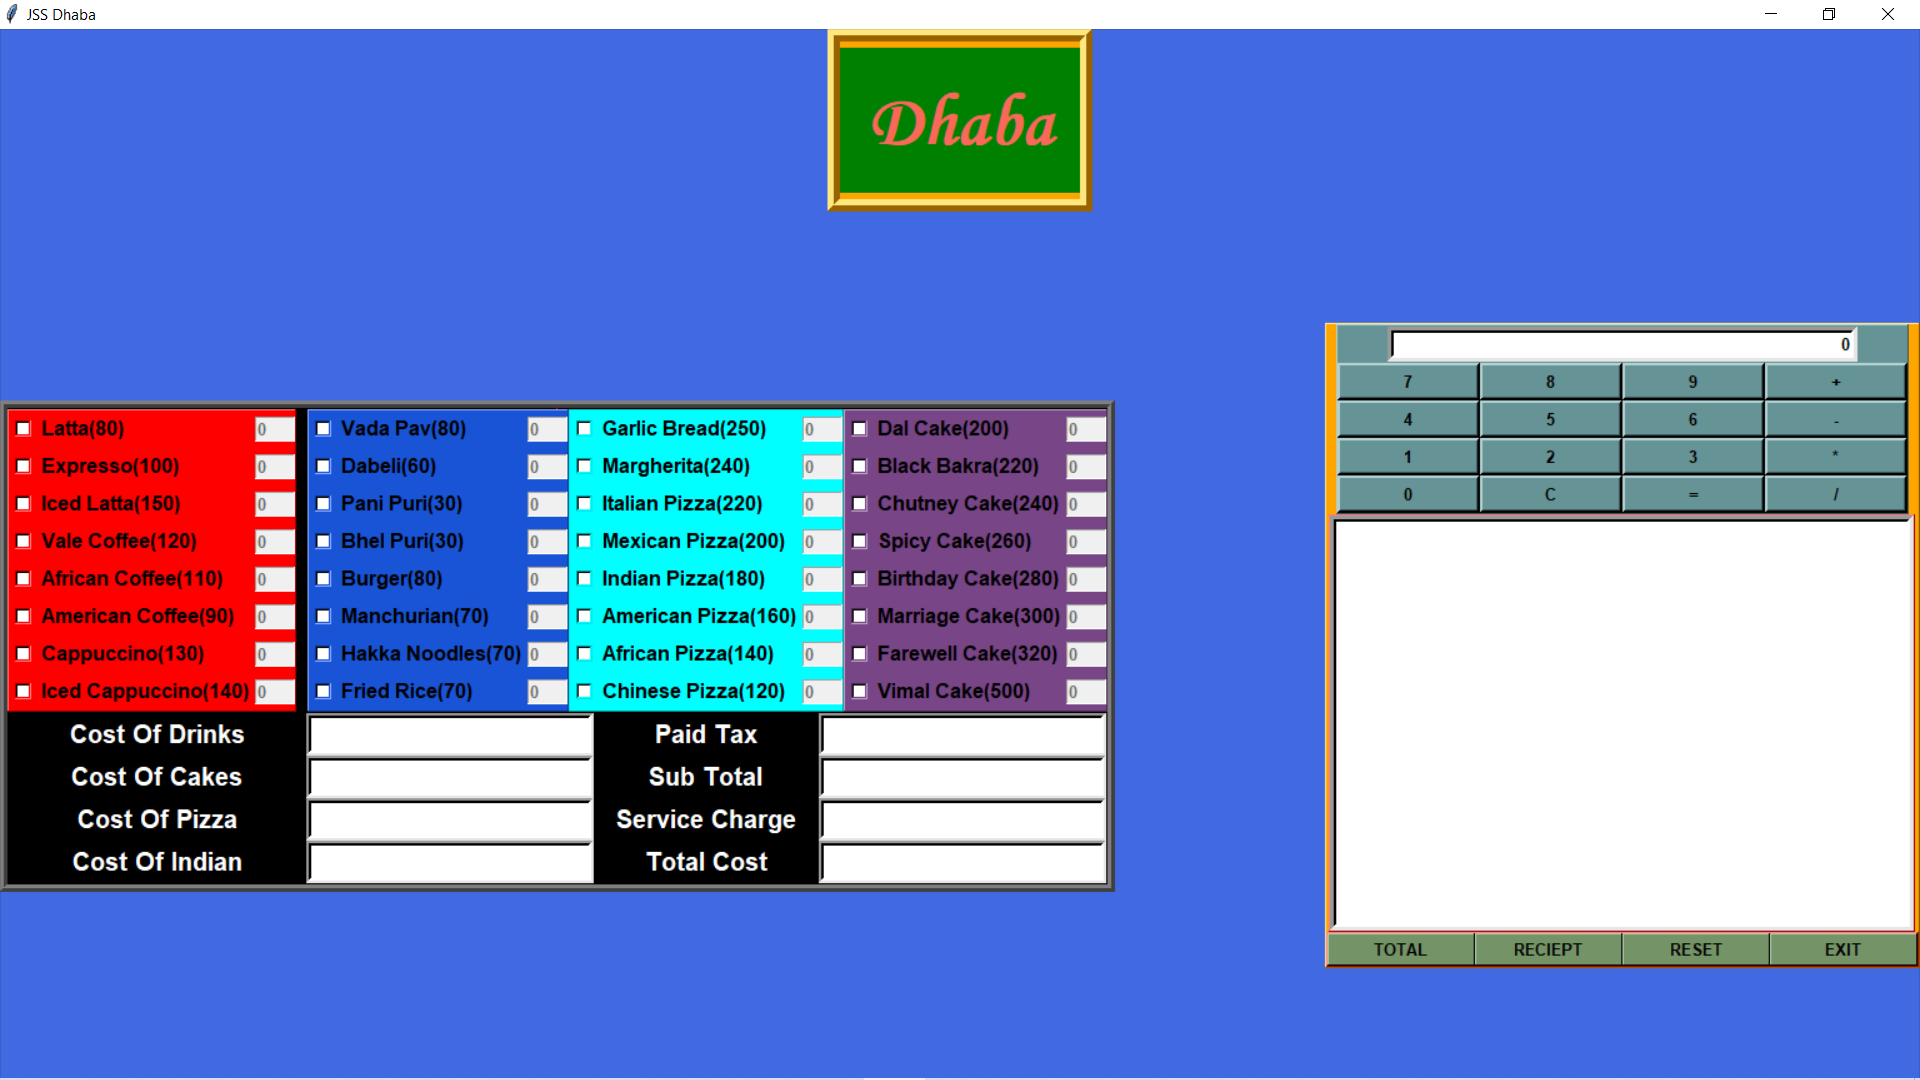 JSS Dhaba
Dhaba
0
7 8 9 +
4 5 6 -
1 2 3 *
0 C = /
Latta(80) 0 Vada Pav(80) 0 Garlic Bread(250) 0 Dal Cake(200) 0
Expresso(100) 0 Dabeli(60) 0 Margherita(240) 0 Black Bakra(220) 0
Iced Latta(150) 0 Pani Puri(30) 0 Italian Pizza(220) 0 Chutney Cake(240) 0
Vale Coffee(120) 0 Bhel Puri(30) 0 Mexican Pizza(200) 0 Spicy Cake(260) 0
African Coffee(110) 0 Burger(80) 0 Indian Pizza(180) 0 Birthday Cake(280) 0
American Coffee(90) 0 Manchurian(70) 0 American Pizza(160) 0 Marriage Cake(300) 0
Cappuccino(130) 0 Hakka Noodles(70) 0 African Pizza(140) 0 Farewell Cake(320) 0
Iced Cappuccino(140) 0 Fried Rice(70) 0 Chinese Pizza(120) 0 Vimal Cake(500) 0
Cost Of Drinks Paid Tax
Cost Of Cakes Sub Total
Cost Of Pizza Service Charge
Cost Of Indian Total Cost
TOTAL RECIEPT RESET EXIT